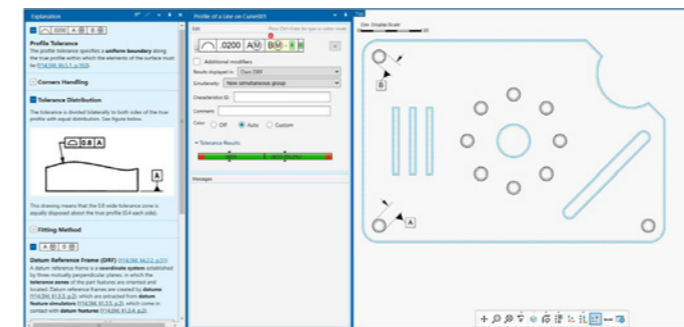 Explanation
.0200 A Ⓜ B Ⓜ
Profile Tolerance
The profile tolerance specifies a uniform boundary along
the true profile within which the elements of the surface must
Corners Handling
Tolerance Distribution
The tolerance is divided bilaterally to both sides of the true
profile with equal distribution. See figure below.
0.8 A
A
This drawing means that the 0.8 wide tolerance zone is
equally disposed about the true profile (0.4 each side).
Fitting Method
A Ⓜ B Ⓜ
Datum Reference Frame (DRF)
A datum reference frame is a coordinate system established
by three mutually perpendicular planes, in which the
tolerance zones of the part features are oriented and
located. Datum reference frames are created by datums
which are extracted from datum
feature simulators which come in
contact with datum features
Profile of a Line on Curve001
Edit
.0200 A Ⓜ B Ⓜ
Additional modifiers
Results displayed in: Own DRF
Simultaneity: New simultaneous group
Characteristics ID:
Comment:
Color: Off Auto Custom
Tolerance Results
Messages
Top
Dev. Display Scale:
B
A